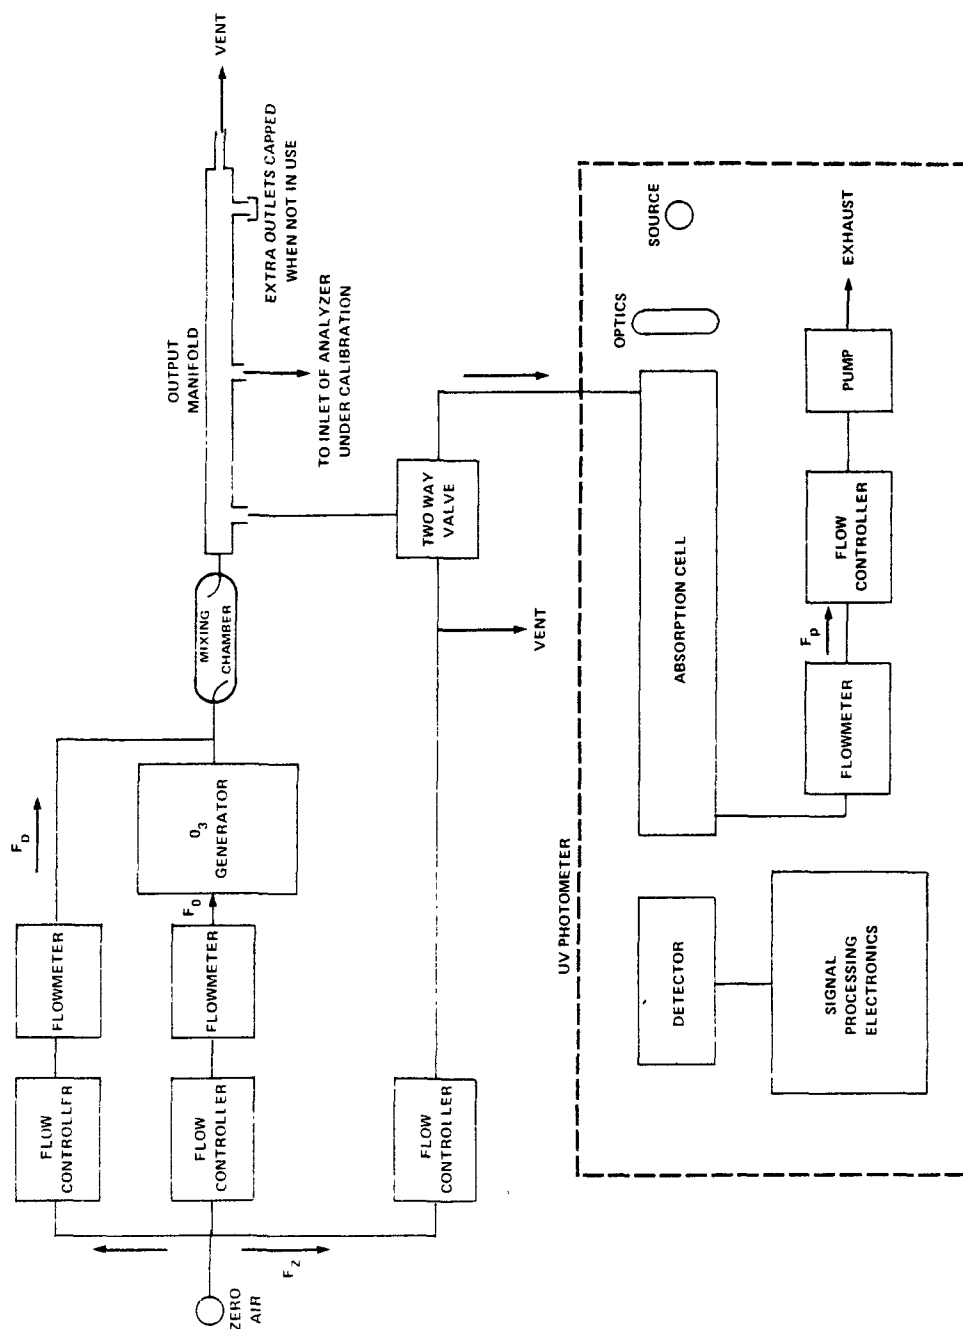 ZERO
AIR
F_Z
FLOW
CONTROLLER
FLOWMETER
F_D
FLOW
CONTROLLER
FLOWMETER
F_0
O_3
GENERATOR
MIXING
CHAMBER
OUTPUT
MANIFOLD
VENT
EXTRA OUTLETS CAPPED
WHEN NOT IN USE
TO INLET OF ANALYZER
UNDER CALIBRATION
FLOW
CONTROLLER
VENT
TWO WAY
VALVE
UV PHOTOMETER
DETECTOR
SIGNAL
PROCESSING
ELECTRONICS
ABSORPTION CELL
OPTICS
SOURCE
FLOWMETER
F_p
FLOW
CONTROLLER
PUMP
EXHAUST